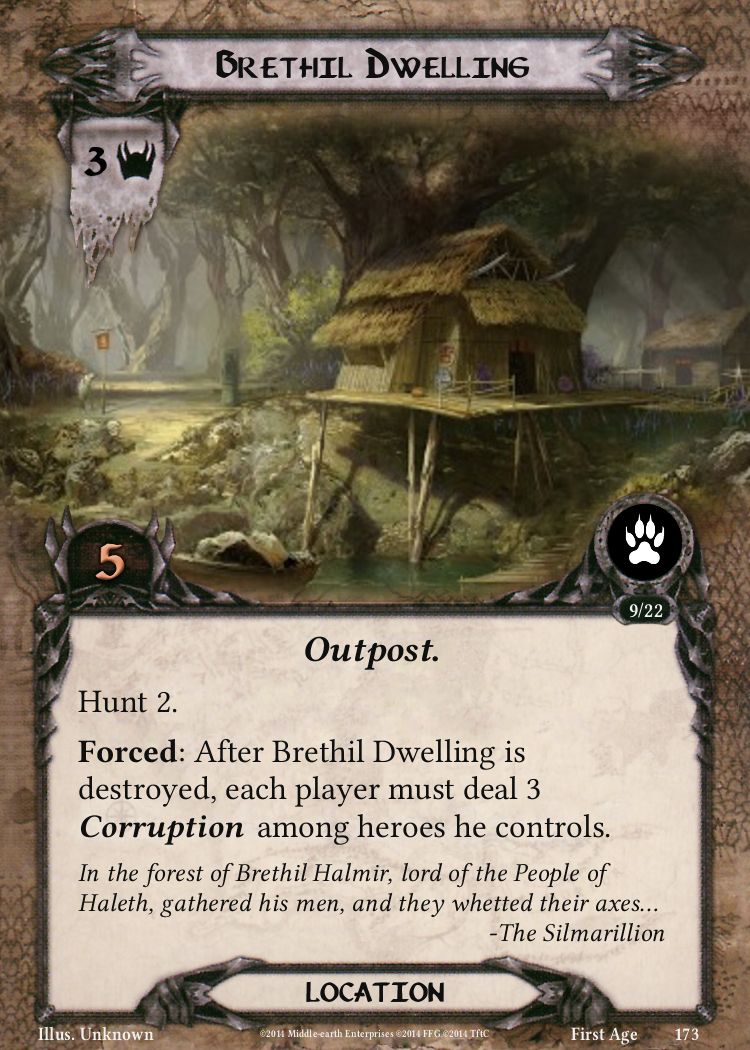 Brethil Dwelling
3
5
9/22
Outpost.
Hunt 2.
Forced: After Brethil Dwelling is
destroyed, each player must deal 3
Corruption among heroes he controls.
In the forest of Brethil Halmir, lord of the People of
Haleth, gathered his men, and they whetted their axes...
-The Silmarillion
LOCATION
Illus. Unknown ©2014 Middle-earth Enterprises ©2014 FFG ©2014 TftC First Age 173